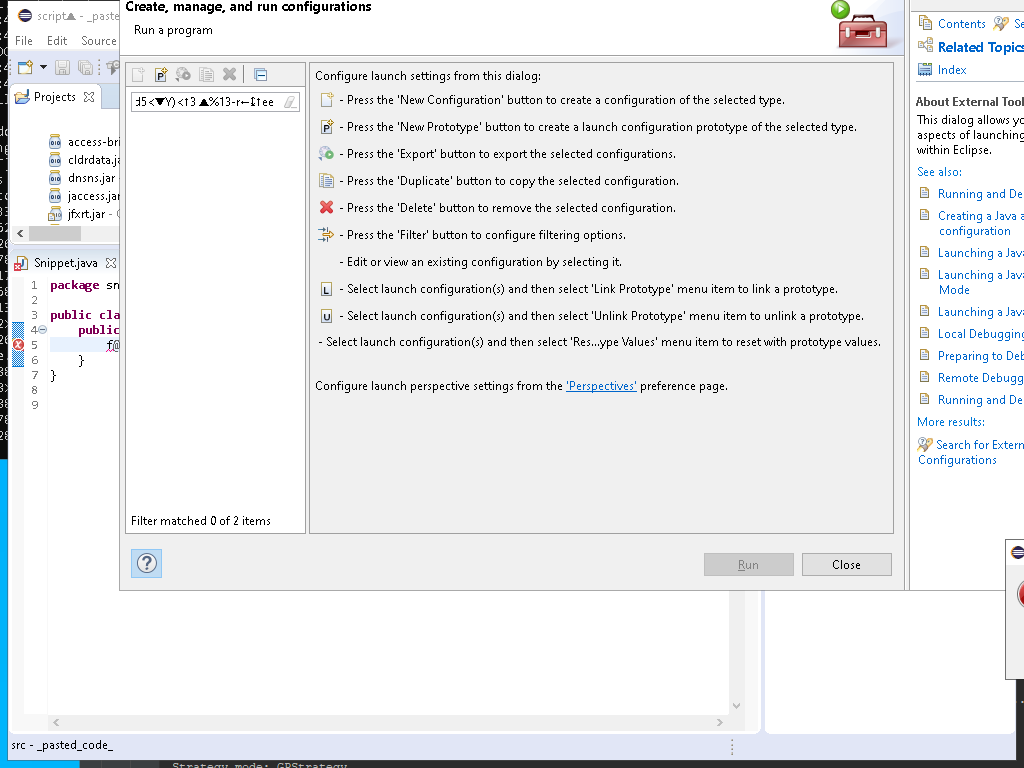 Create, manage, and run configurations
Run a program
script▲ - _paste
File Edit Source
Projects
access-bri
cldrdata.ja
dnsns.jar
jaccess.jar
jfxrt.jar -
Snippet.java
1 package sn
2
3 public cla
4 public
5 f@
6 }
7 }
8
9
Filter matched 0 of 2 items
Configure launch settings from this dialog:
- Press the 'New Configuration' button to create a configuration of the selected type.
- Press the 'New Prototype' button to create a launch configuration prototype of the selected type.
- Press the 'Export' button to export the selected configurations.
- Press the 'Duplicate' button to copy the selected configuration.
- Press the 'Delete' button to remove the selected configuration.
- Press the 'Filter' button to configure filtering options.
- Edit or view an existing configuration by selecting it.
L - Select launch configuration(s) and then select 'Link Prototype' menu item to link a prototype.
U - Select launch configuration(s) and then select 'Unlink Prototype' menu item to unlink a prototype.
- Select launch configuration(s) and then select 'Res...ype Values' menu item to reset with prototype values.
Configure launch perspective settings from the 'Perspectives' preference page.
? Run Close
Contents Se
Related Topics
Index
About External Tool
This dialog allows yo
aspects of launching
within Eclipse.
See also:
Running and De
Creating a Java a
configuration
Launching a Java
Launching a Java
Mode
Launching a Java
Local Debugging
Preparing to Deb
Remote Debugg
Running and De
More results:
Search for Extern
Configurations
src - _pasted_code_
Strategy mode: GPStrategy